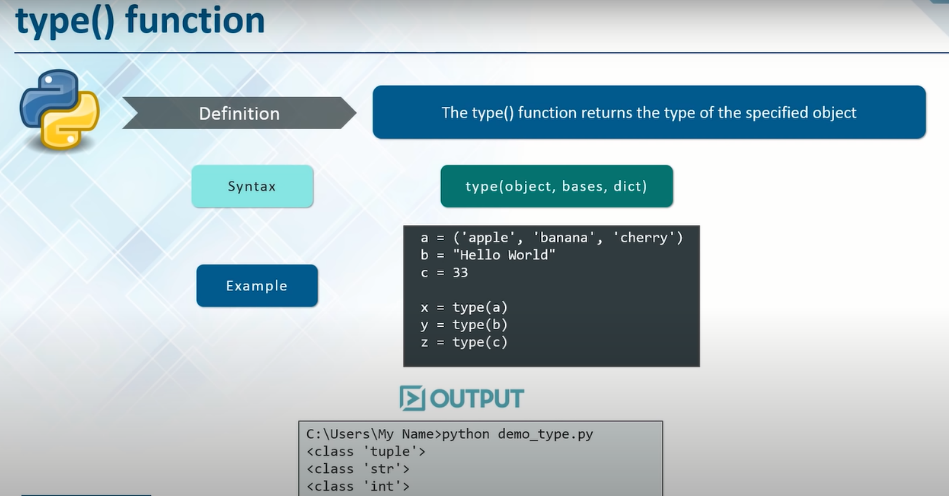 type() function
Definition
The type() function returns the type of the specified object
Syntax
type(object, bases, dict)
Example
a = ('apple', 'banana', 'cherry')
b = "Hello World"
c = 33
x = type(a)
y = type(b)
z = type(c)
OUTPUT
C:\Users\My Name>python demo_type.py
<class 'tuple'>
<class 'str'>
<class 'int'>